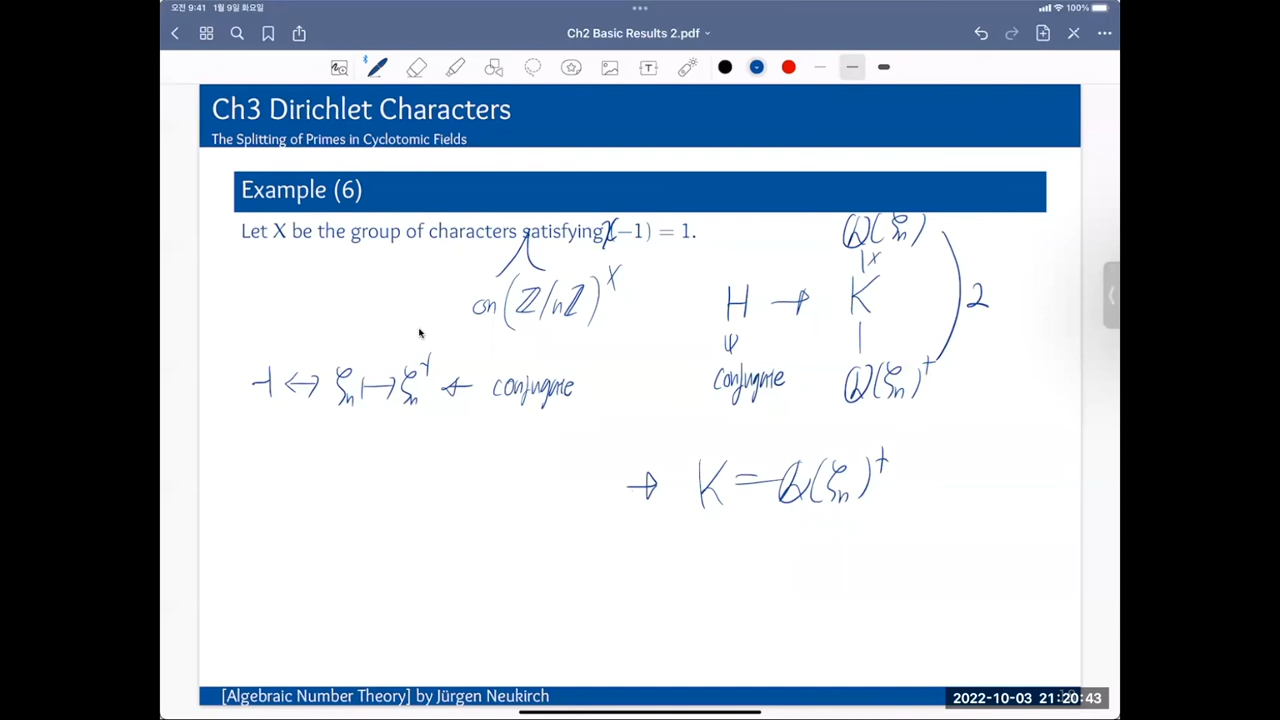 오전 9:41 1월 9일 화요일
100%
Ch2 Basic Results 2.pdf
Ch3 Dirichlet Characters
The Splitting of Primes in Cyclotomic Fields
Example (6)
Let X be the group of characters satisfying χ(−1) = 1.
on (ℤ/nℤ)^×
ℚ(ζn)
H → K
2
conjugate
ℚ(ζn)^+
-1 ↔ ζn ↦ ζn^-1 ← conjugate
→ K = ℚ(ζn)^+
[Algebraic Number Theory] by Jürgen Neukirch
2022-10-03 21:20:43